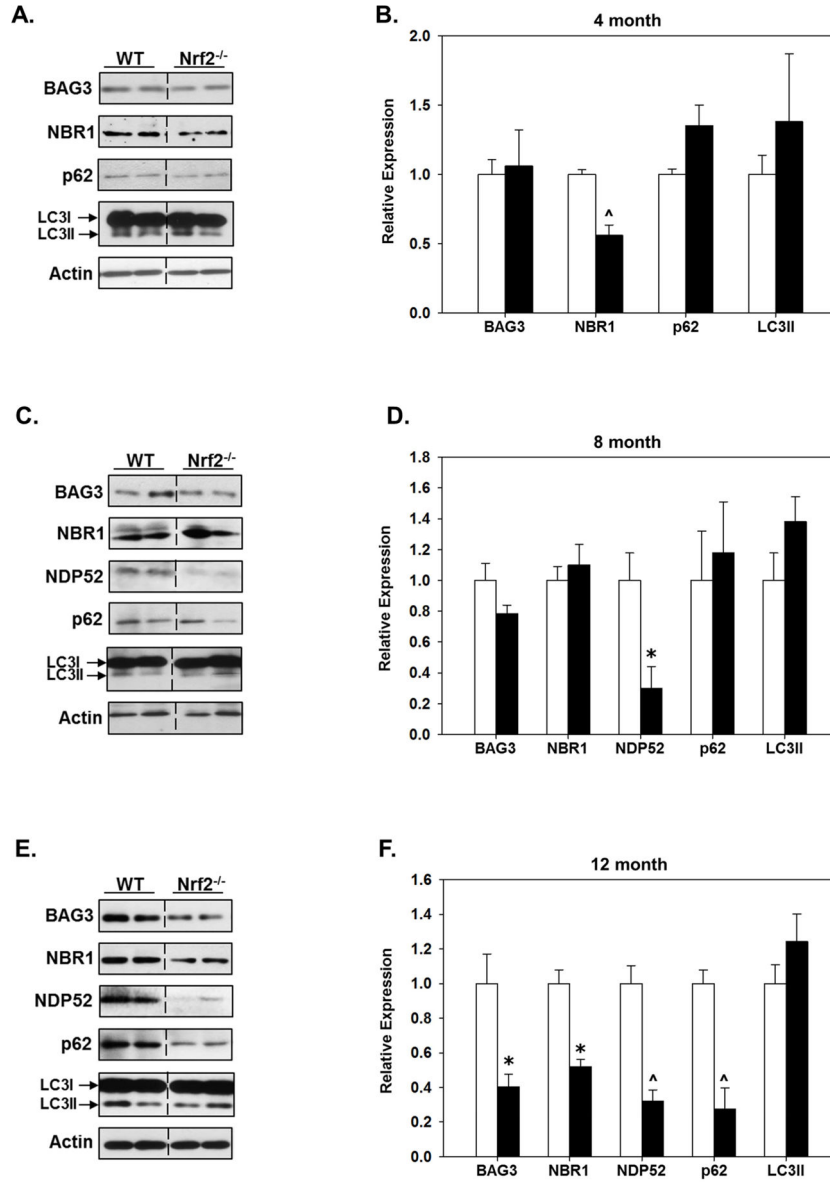 A.
WT Nrf2-/-
BAG3
NBR1
p62
LC3I
LC3II
Actin
B.
4 month
Relative Expression
2.0
1.5
1.0
0.5
0.0
^
BAG3 NBR1 p62 LC3II
C.
WT Nrf2-/-
BAG3
NBR1
NDP52
p62
LC3I
LC3II
Actin
D.
8 month
Relative Expression
1.8
1.6
1.4
1.2
1.0
0.8
0.6
0.4
0.2
0.0
*
BAG3 NBR1 NDP52 p62 LC3II
E.
WT Nrf2-/-
BAG3
NBR1
NDP52
p62
LC3I
LC3II
Actin
F.
12 month
Relative Expression
1.6
1.4
1.2
1.0
0.8
0.6
0.4
0.2
0.0
* * ^ ^
BAG3 NBR1 NDP52 p62 LC3II